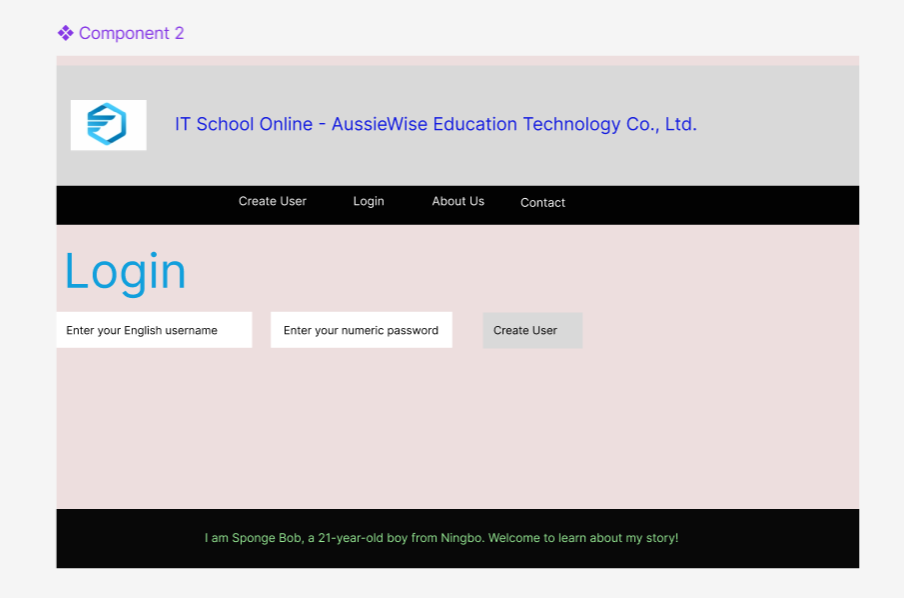 Component 2
IT School Online - AussieWise Education Technology Co., Ltd.
Create User Login About Us Contact
Login
Enter your English username Enter your numeric password Create User
I am Sponge Bob, a 21-year-old boy from Ningbo. Welcome to learn about my story!